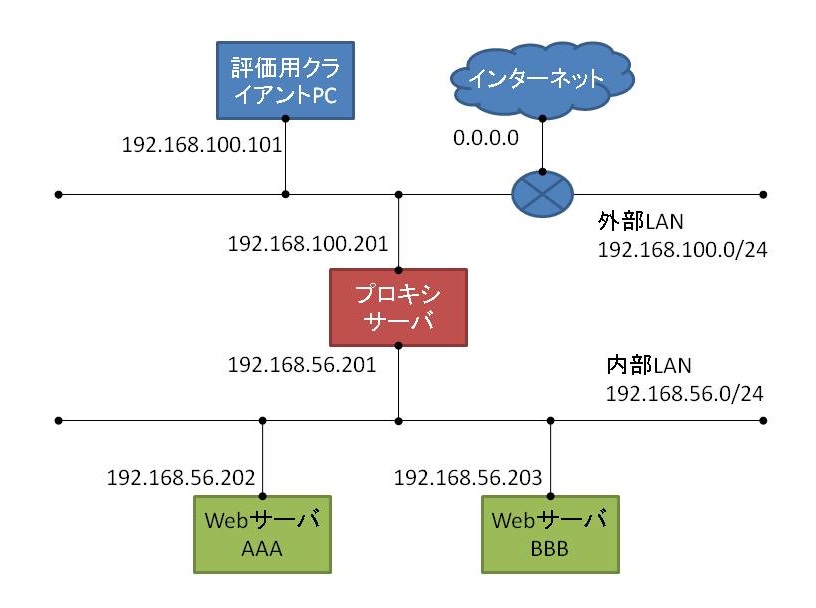 評価用クラ
イアントPC
インターネット
192.168.100.101
0.0.0.0
外部LAN
192.168.100.0/24
192.168.100.201
プロキシ
サーバ
192.168.56.201
内部LAN
192.168.56.0/24
192.168.56.202
192.168.56.203
Webサーバ
AAA
Webサーバ
BBB